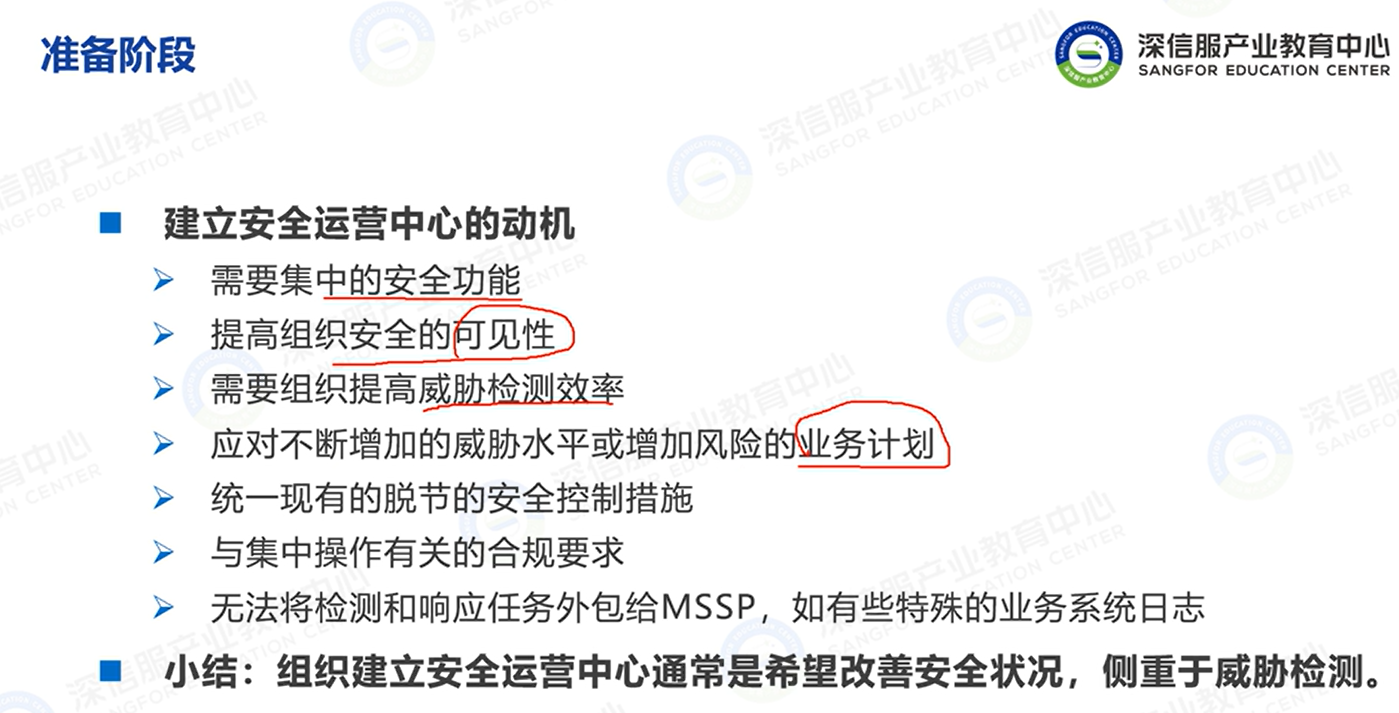 准备阶段
深信服产业教育中心
SANGFOR EDUCATION CENTER
建立安全运营中心的动机
需要集中的安全功能
提高组织安全的可见性
需要组织提高威胁检测效率
应对不断增加的威胁水平或增加风险的业务计划
统一现有的脱节的安全控制措施
与集中操作有关的合规要求
无法将检测和响应任务外包给MSSP，如有些特殊的业务系统日志
小结：组织建立安全运营中心通常是希望改善安全状况，侧重于威胁检测。